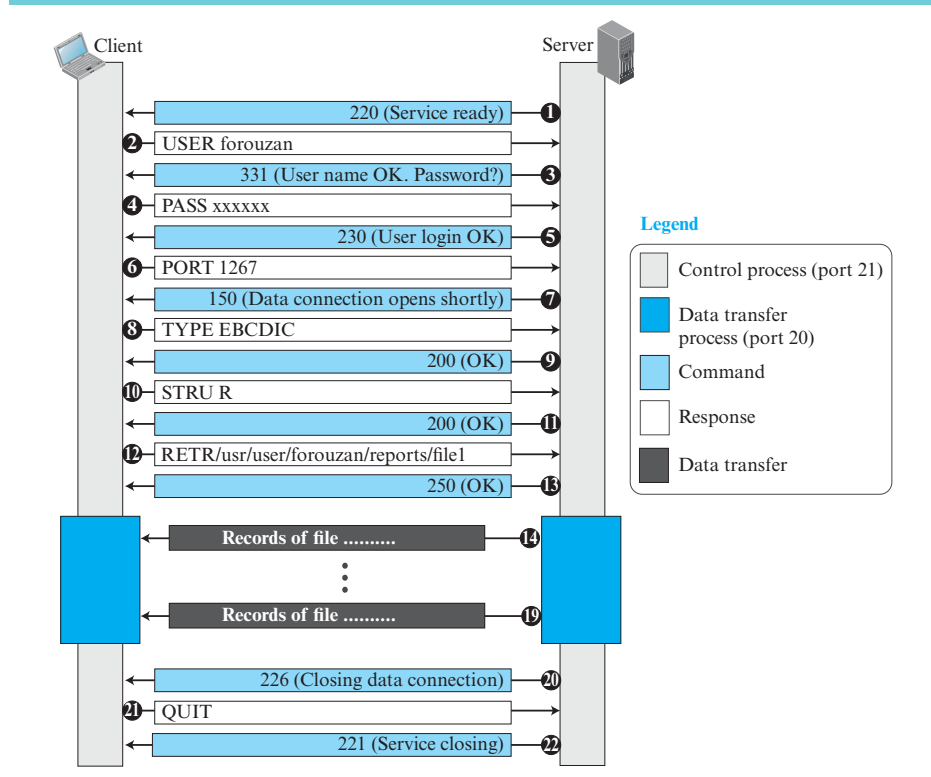 Client
Server
220 (Service ready)
1
2
USER forouzan
331 (User name OK. Password?)
3
4
PASS xxxxxx
230 (User login OK)
5
6
PORT 1267
150 (Data connection opens shortly)
7
8
TYPE EBCDIC
200 (OK)
9
10
STRU R
200 (OK)
11
12
RETR/usr/user/forouzan/reports/file1
250 (OK)
13
Records of file ..........
14
Records of file ..........
19
226 (Closing data connection)
20
21
QUIT
221 (Service closing)
22
Legend
Control process (port 21)
Data transfer
process (port 20)
Command
Response
Data transfer